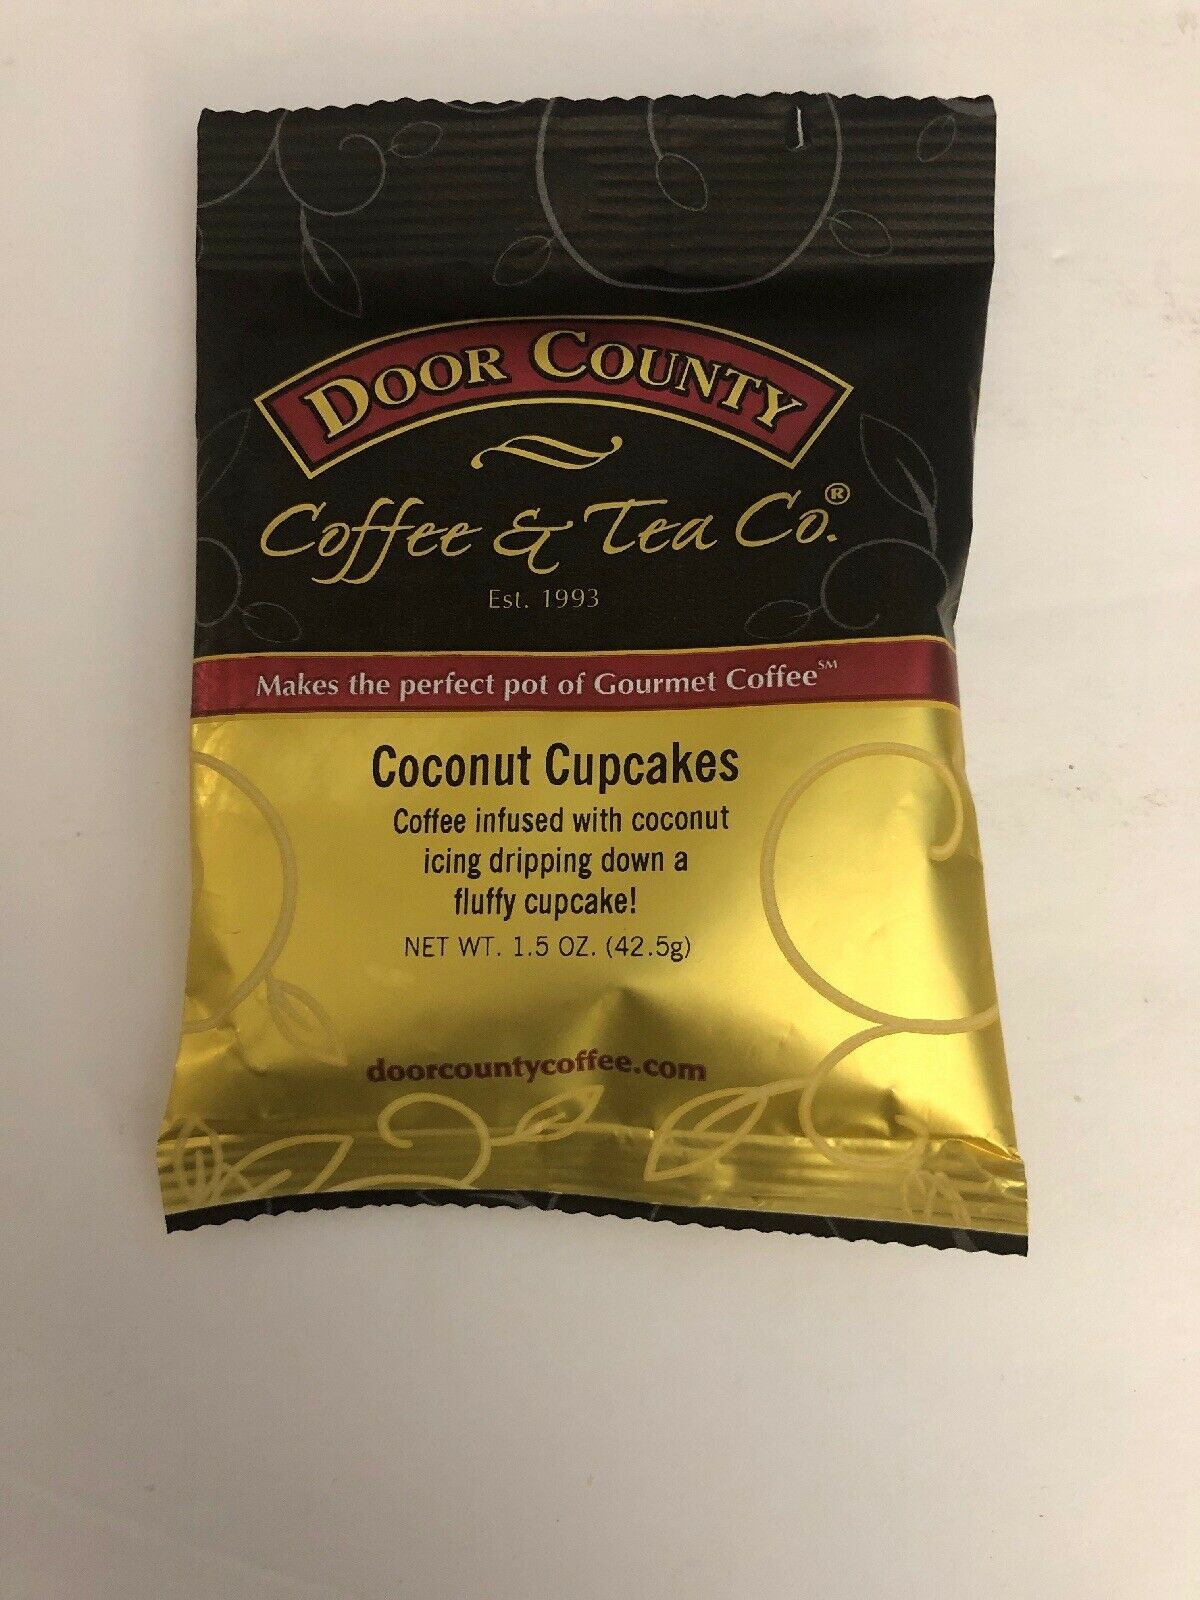 DOOR COUNTY
Coffee & Tea Co.®
Est. 1993
Makes the perfect pot of Gourmet Coffee℠
Coconut Cupcakes
Coffee infused with coconut
icing dripping down a
fluffy cupcake!
NET WT. 1.5 OZ. (42.5g)
doorcountycoffee.com